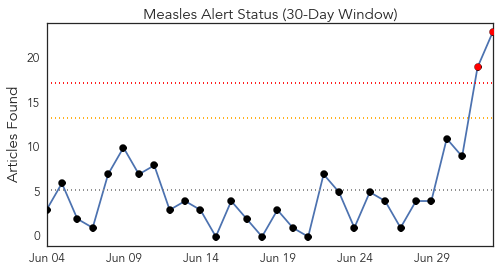 Measles Alert Status (30-Day Window)
Articles Found
20
15
10
5
0
Jun 04 Jun 09 Jun 14 Jun 19 Jun 24 Jun 29